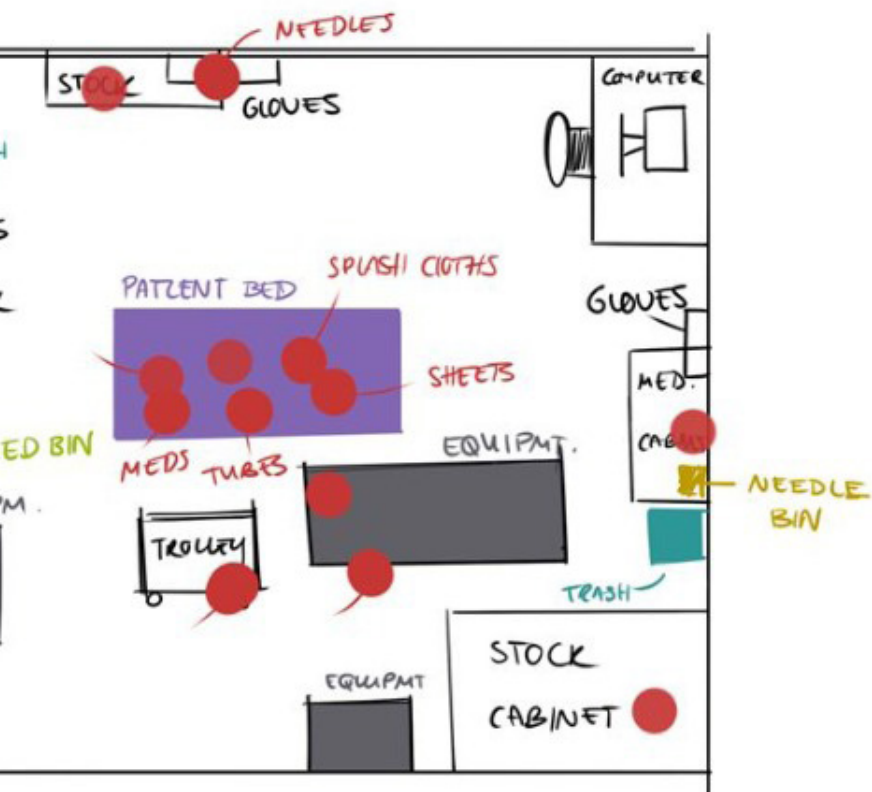 NEEDLES
STOCK
GLOVES
COMPUTER
SPLASH CLOTHS
PATIENT BED
GLOVES
SHEETS
MED.
ED BIN
EQUIPMT.
MEDS
TUBES
NEEDLE
BIN
TROLLEY
TRASH
STOCK
CABINET
EQUIPMT